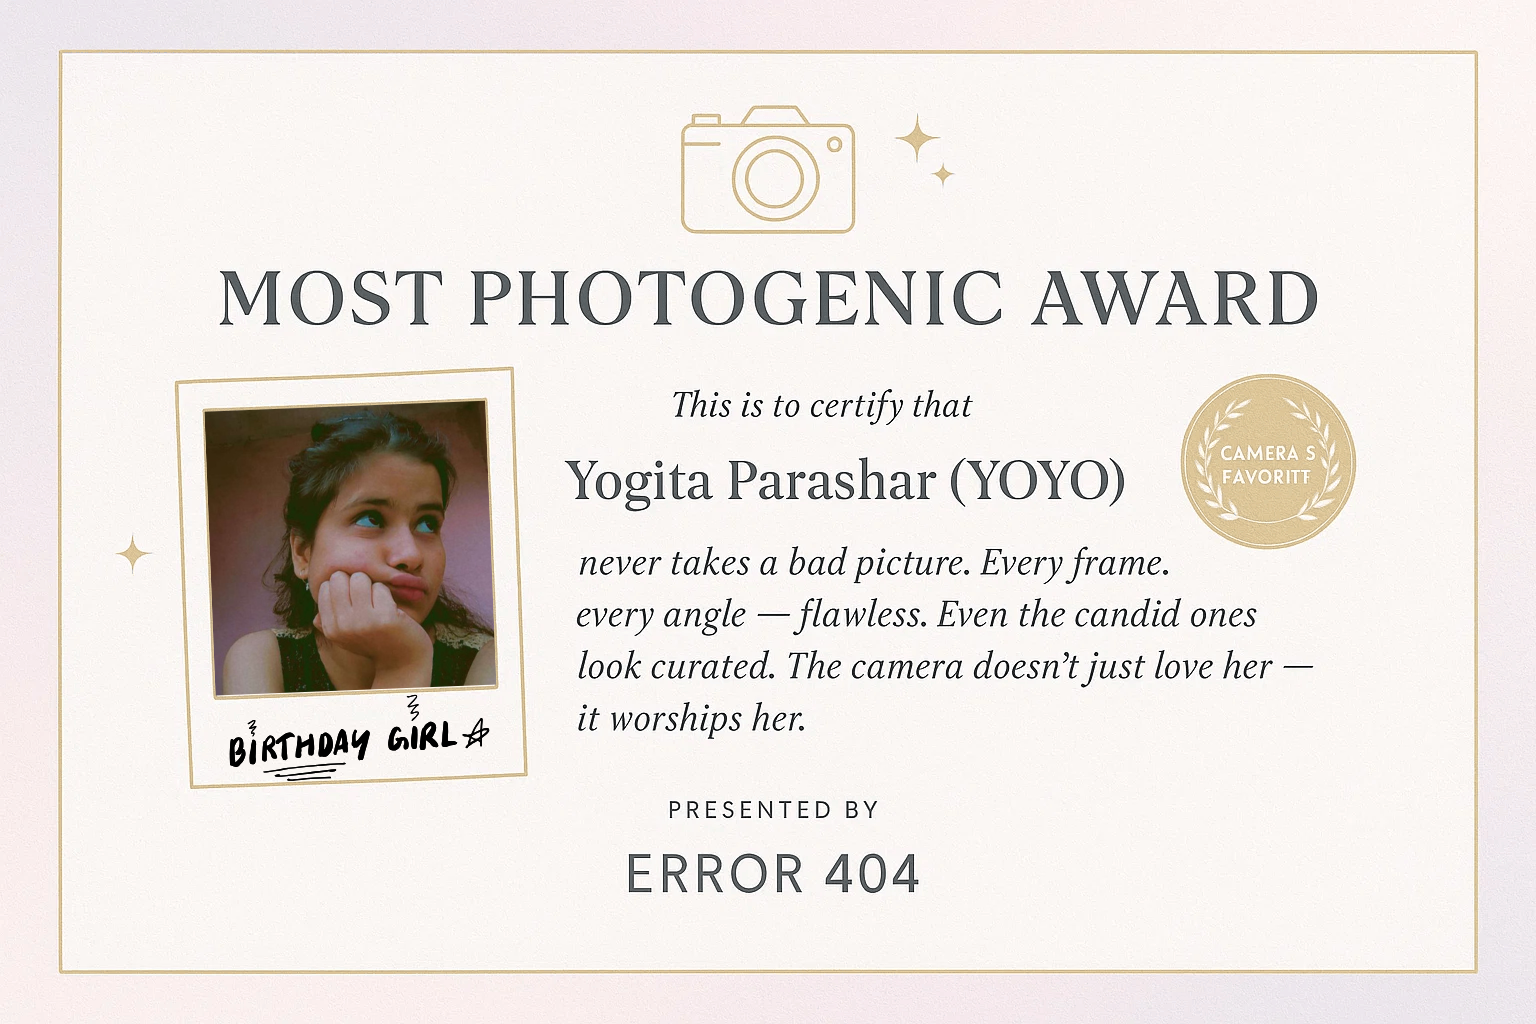 MOST PHOTOGENIC AWARD
This is to certify that
Yogita Parashar (YOYO)
CAMERA S
FAVORITF
never takes a bad picture. Every frame.
every angle — flawless. Even the candid ones
look curated. The camera doesn’t just love her —
it worships her.
BIRTHDAY GIRL
PRESENTED BY
ERROR 404